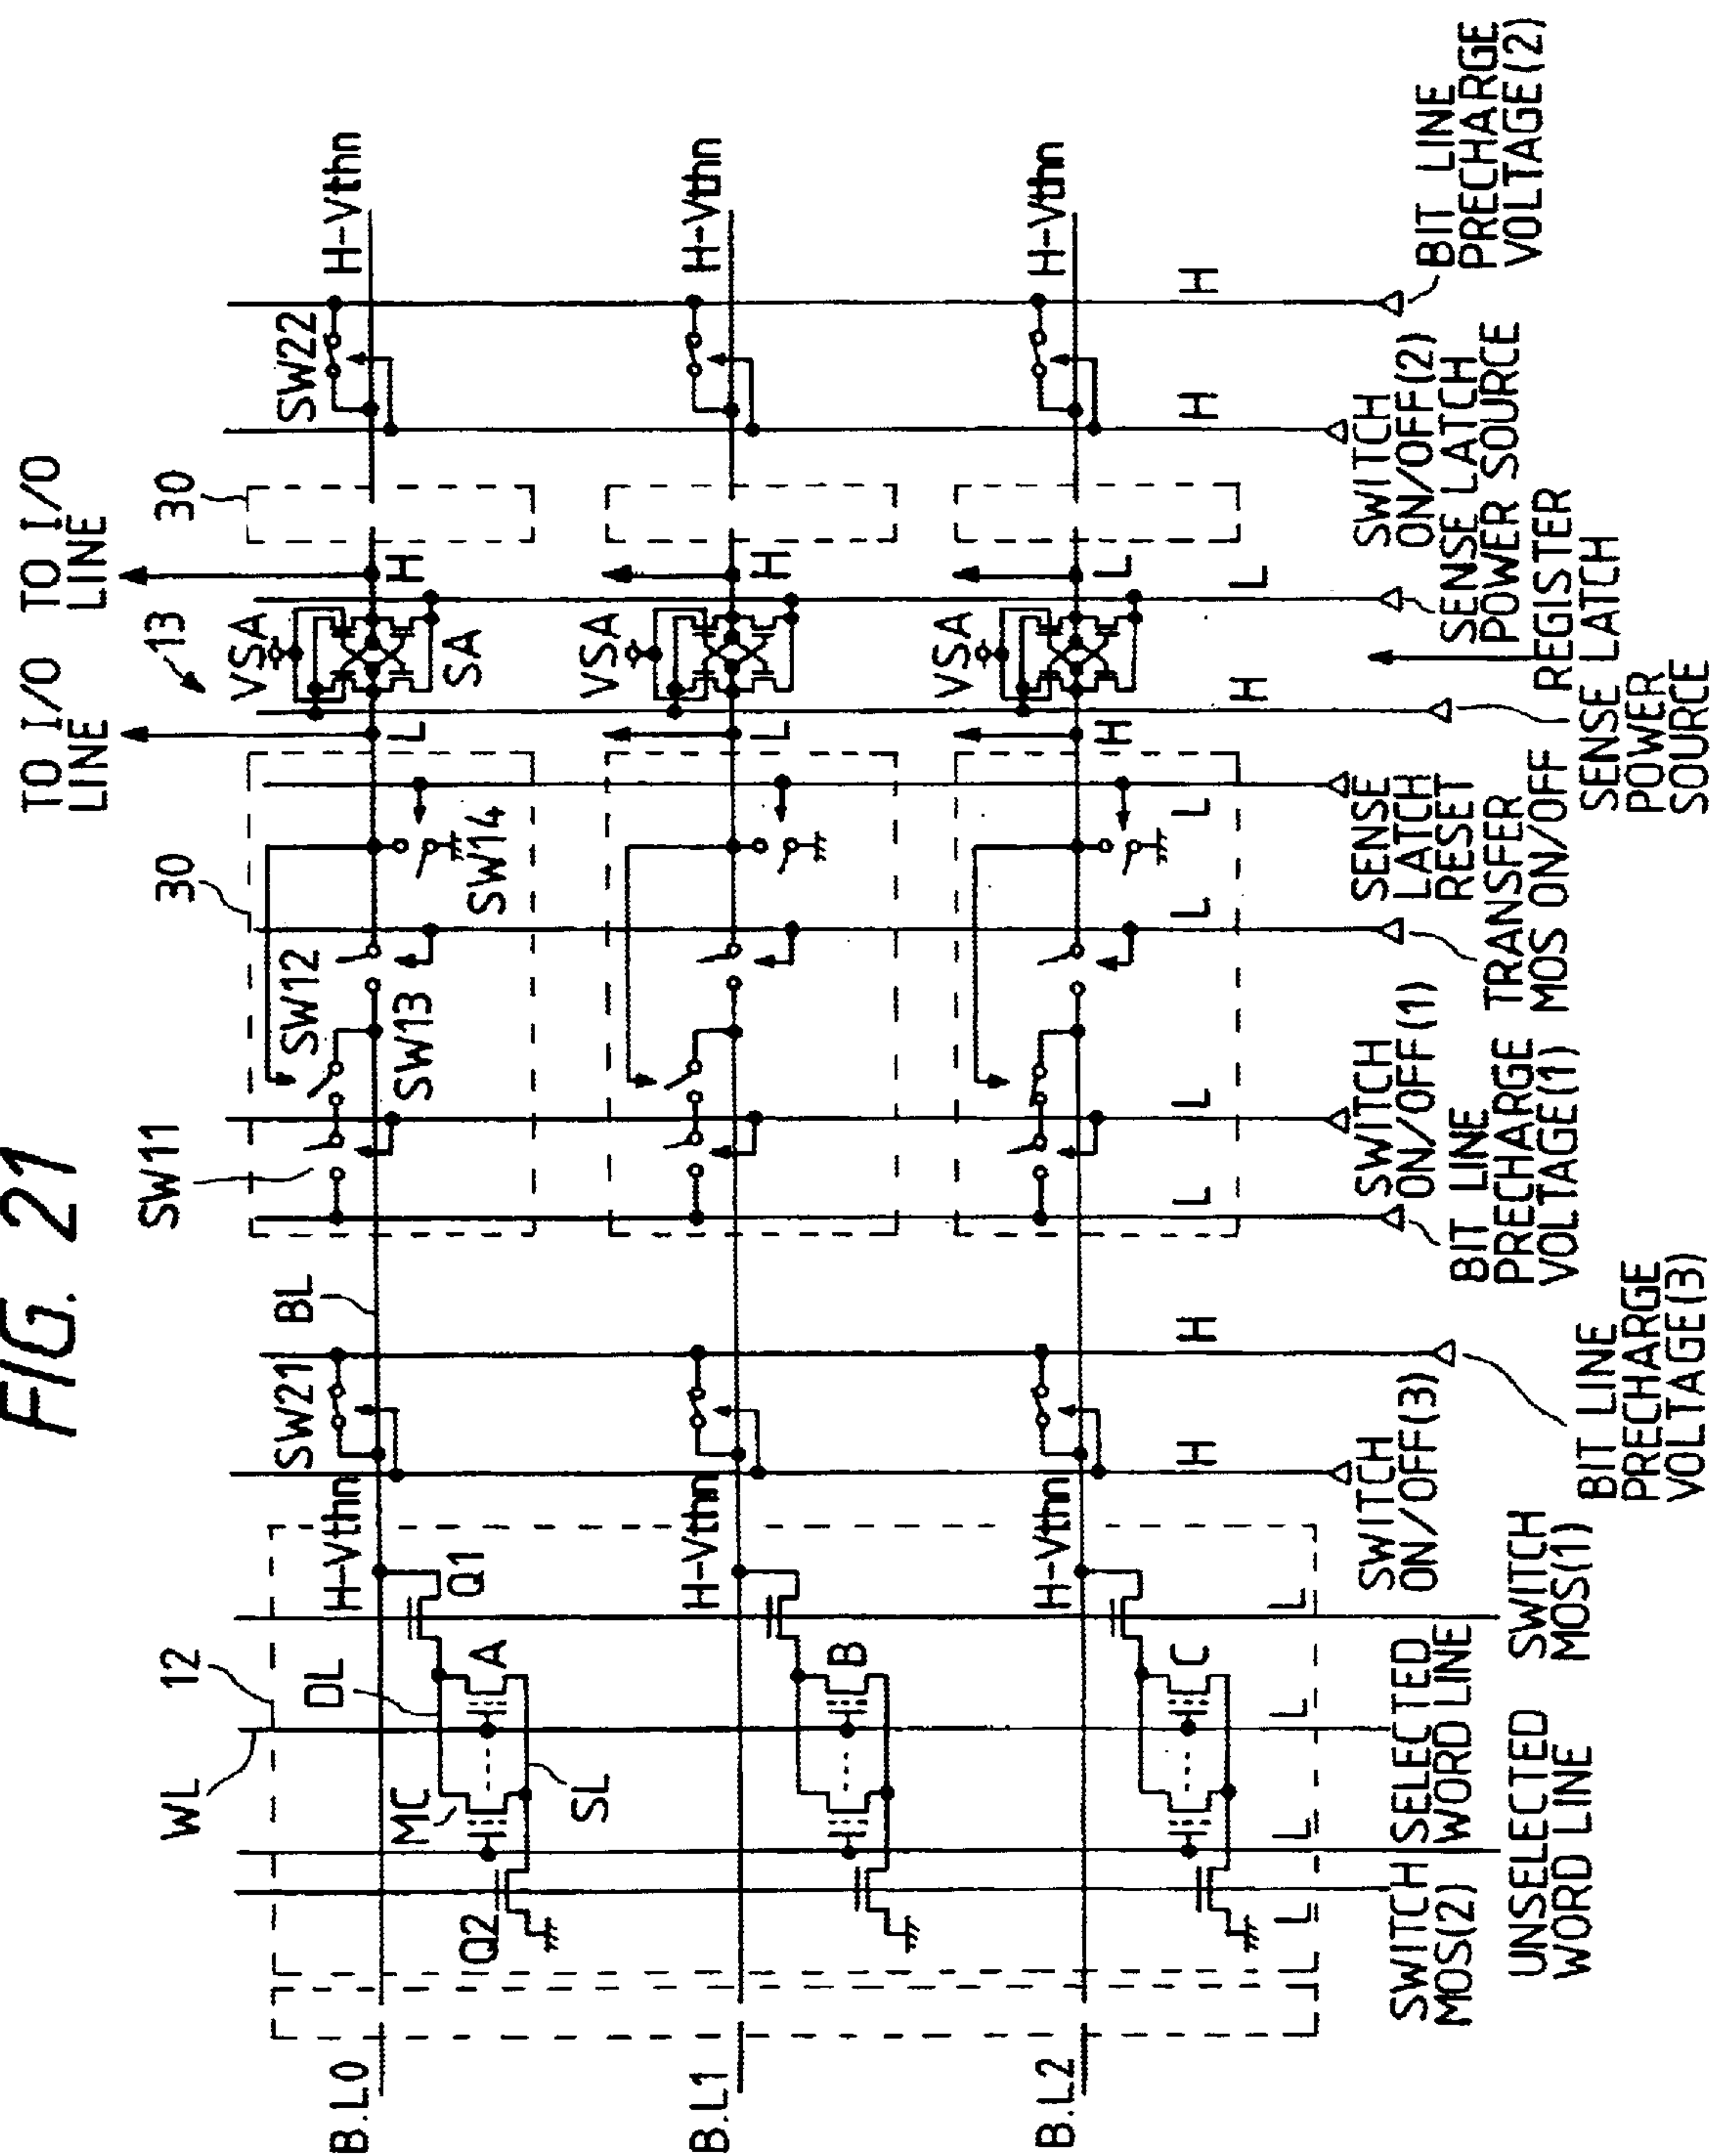 FIG. 21
TO I/O
LINE
TO I/O
LINE
13
30
30
SW11
12
WL
B.L0
DL
MC
A
Q1
Q2
SL
H-Vthn
SW21
BL
SW12
SW13
SW14
L
VSA
SA
H
SW22
H-Vthn
B.L1
B
H-Vthn
L
VSA
H
H-Vthn
B.L2
C
H-Vthn
H
VSA
L
H-Vthn
L
L
L
L
H
H
L
L
L
L
H
L
H
H
SWITCH
MOS(2)
UNSELECTED
WORD LINE
SELECTED
WORD LINE
SWITCH
MOS(1)
SWITCH
ON/OFF(3)
BIT LINE
PRECHARGE
VOLTAGE(3)
BIT LINE
PRECHARGE
VOLTAGE(1)
SWITCH
ON/OFF(1)
TRANSFER
MOS ON/OFF
SENSE
LATCH
RESET
SENSE LATCH
POWER
SOURCE
REGISTER
SENSE LATCH
POWER SOURCE
SWITCH
ON/OFF(2)
BIT LINE
PRECHARGE
VOLTAGE(2)